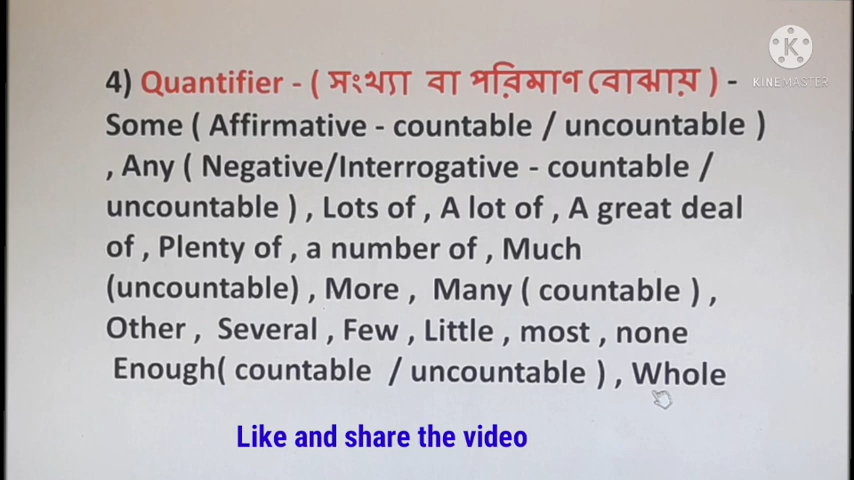 KINEMASTER
4) Quantifier - ( সংখ্যা বা পরিমাণ বোঝায় ) -
Some ( Affirmative - countable / uncountable )
, Any ( Negative/Interrogative - countable /
uncountable ) , Lots of , A lot of , A great deal
of , Plenty of , a number of , Much
(uncountable) , More , Many ( countable ) ,
Other , Several , Few , Little , most , none
Enough( countable / uncountable ) , Whole
Like and share the video